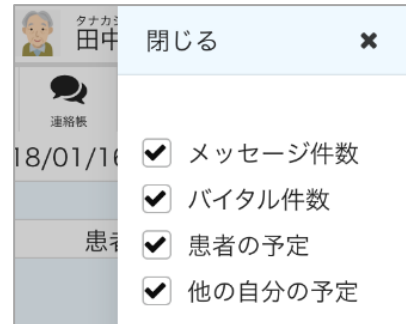 タナカ
田中
閉じる
連絡帳
18/01/16
メッセージ件数
バイタル件数
患者
患者の予定
他の自分の予定